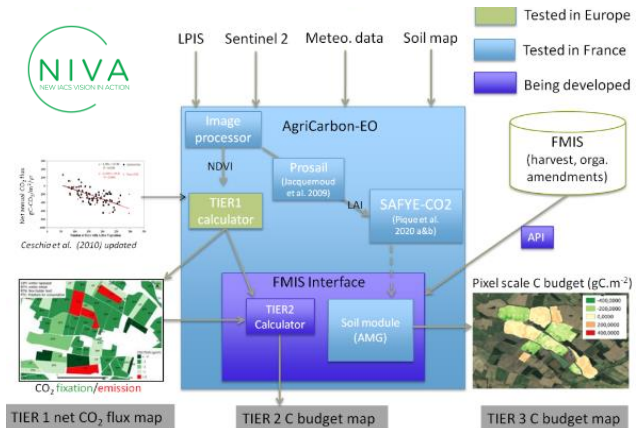 Tested in Europe
Tested in France
Being developed
LPIS
Sentinel 2
Meteo. data
Soil map
NIVA
NEW IACS VISION IN ACTION
AgriCarbon-EO
Image
processor
NDVI
Prosail
(Jacquemoud
et al. 2009)
LAI
TIER1
calculator
SAFYE-CO2
(Pique et al.
2020 a&b)
FMIS
(harvest, orga.
amendments)
API
Net annual CO2 flux
Ceschia et al. (2010) updated
FMIS Interface
TIER2
Calculator
Soil module
(AMG)
Pixel scale C budget (gC.m-2)
-400,0000
-200,0000
0,0000
200,0000
400,0000
CO2 fixation/emission
TIER 1 net CO2 flux map
TIER 2 C budget map
TIER 3 C budget map